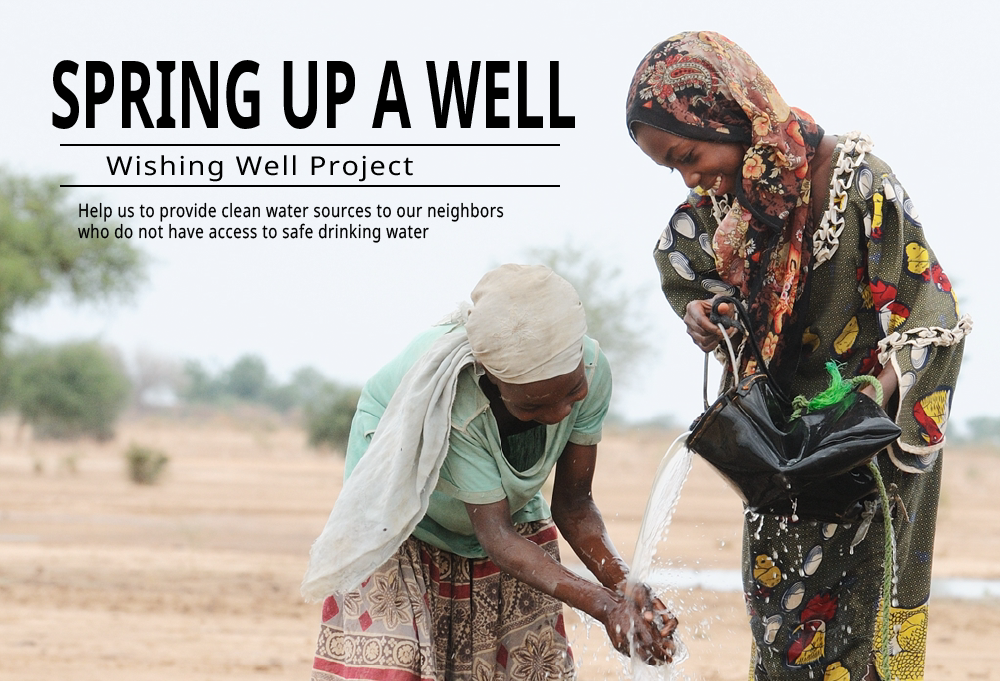 SPRING UP A WELL
Wishing Well Project
Help us to provide clean water sources to our neighbors
who do not have access to safe drinking water